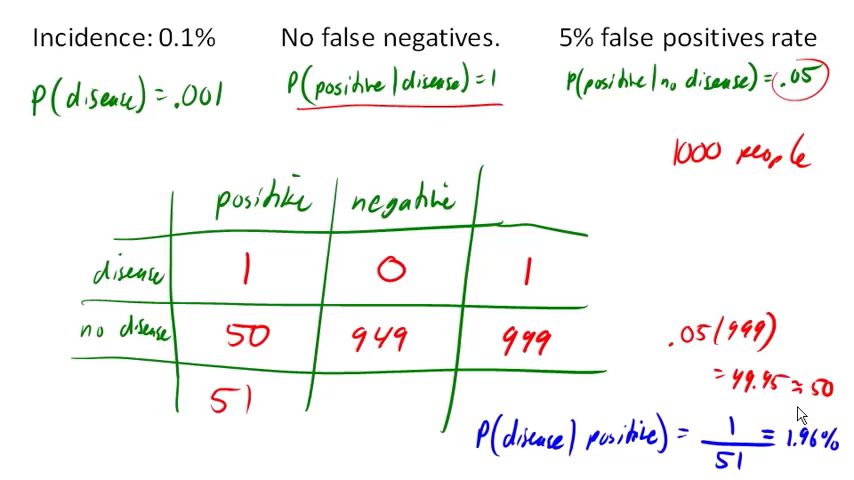 Incidence: 0.1% No false negatives. 5% false positives rate
P(disease) = .001 P(positive | disease) = 1 P(positive | no disease) = .05
1000 people
positive negative
disease 1 0 1
no disease 50 949 999
51
.05(999)
= 49.95 ≈ 50
P(disease | positive) = 1/51 = 1.96%